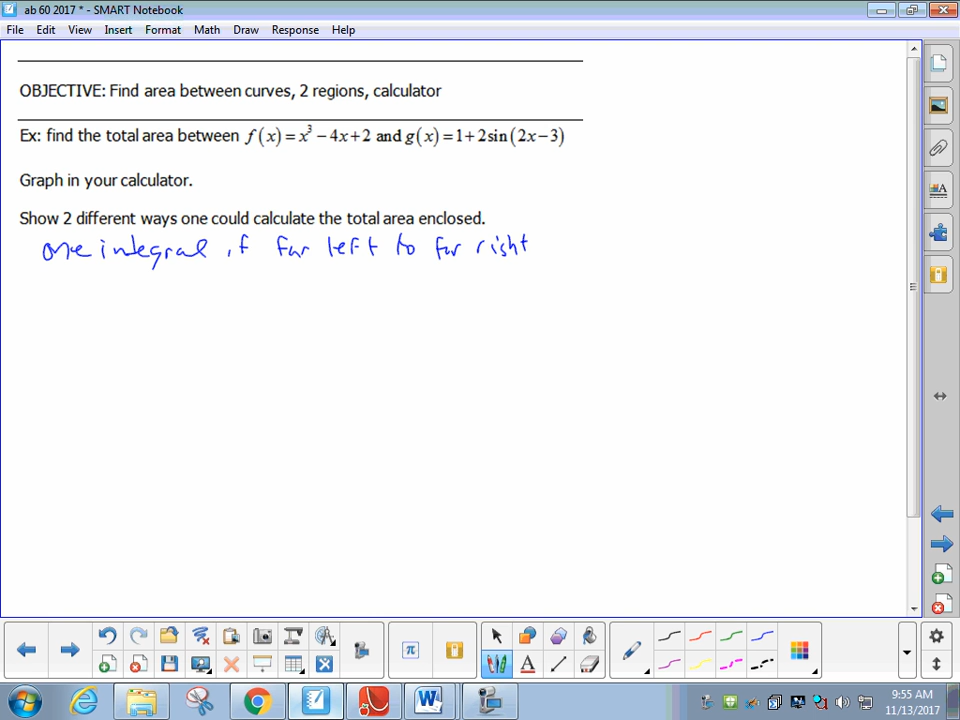 ab 60 2017 * - SMART Notebook
File Edit View Insert Format Math Draw Response Help
OBJECTIVE: Find area between curves, 2 regions, calculator
Ex: find the total area between f(x)=x³−4x+2 and g(x)=1+2sin(2x−3)
Graph in your calculator.
Show 2 different ways one could calculate the total area enclosed.
one integral, if far left to far right
9:55 AM
11/13/2017